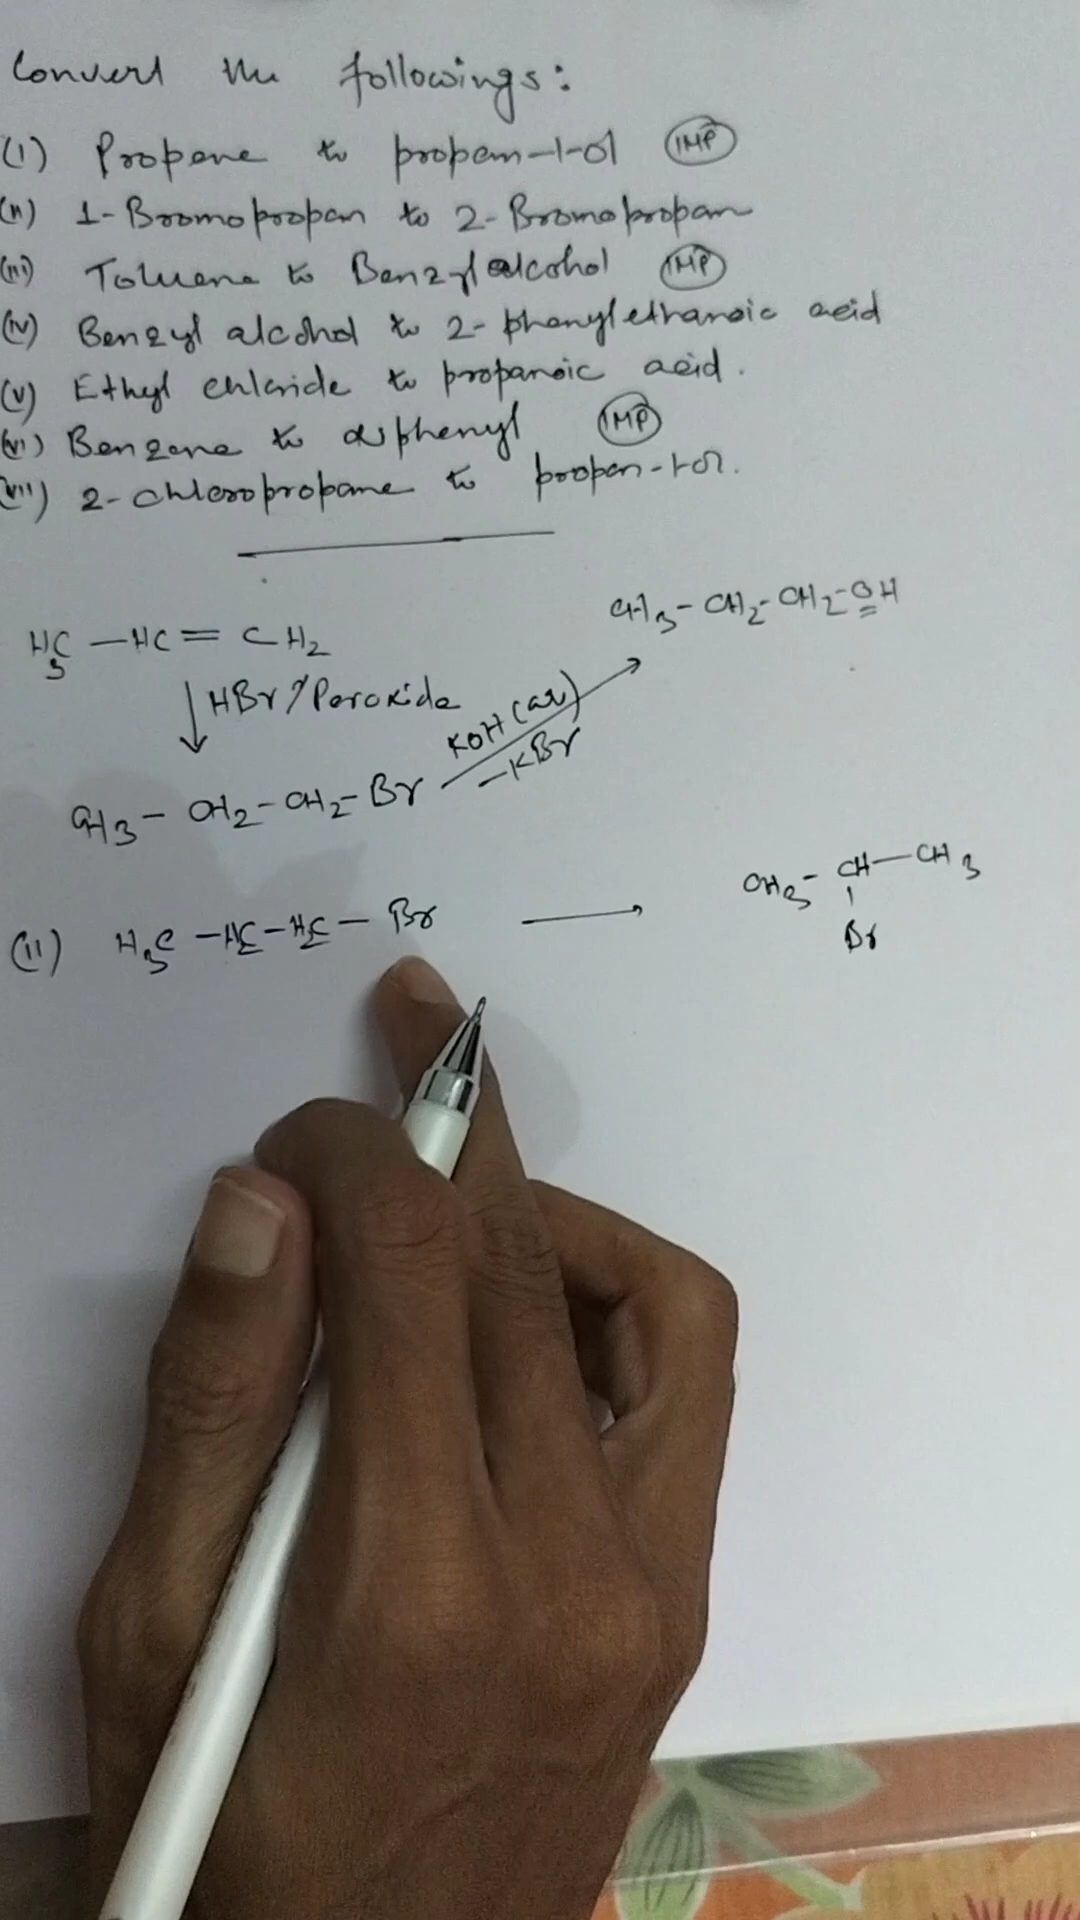 Convert the followings:
(i) Propene to propan-1-ol (IMP)
(ii) 1-Bromopropan to 2-Bromopropan
(iii) Toluene to Benzyl alcohol (IMP)
(iv) Benzyl alcohol to 2-phenylethanoic acid
(v) Ethyl chloride to propanoic acid.
(vi) Benzene to diphenyl (IMP)
(vii) 2-chloropropane to propan-1-ol.
CH3-CH2-CH2-OH
H3C-HC=CH2
HBr/Peroxide
KOH (aq)
-KBr
CH3-CH2-CH2-Br
CH3-CH-CH3
Br
(ii) H3C-H2C-H2C-Br